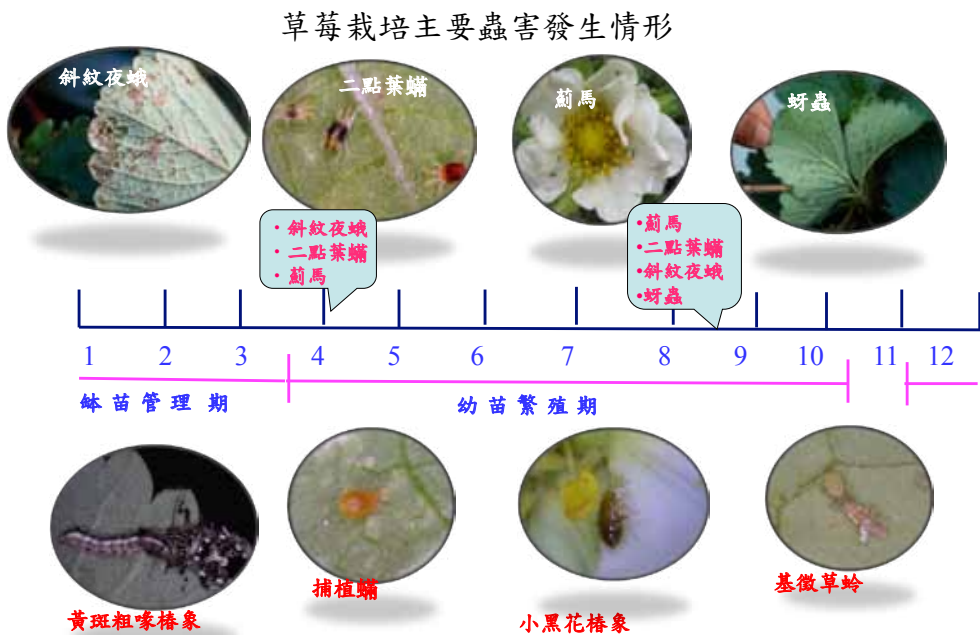 草莓栽培主要蟲害發生情形
斜紋夜蛾
二點葉蟎
薊馬
蚜蟲
· 斜紋夜蛾
· 二點葉蟎
· 薊馬
•薊馬
•二點葉蟎
•斜紋夜蛾
•蚜蟲
1 2 3 4 5 6 7 8 9 10 11 12
缽苗管理 期
幼苗繁殖期
黃斑粗喙椿象
捕植蟎
小黑花椿象
基徵草蛉